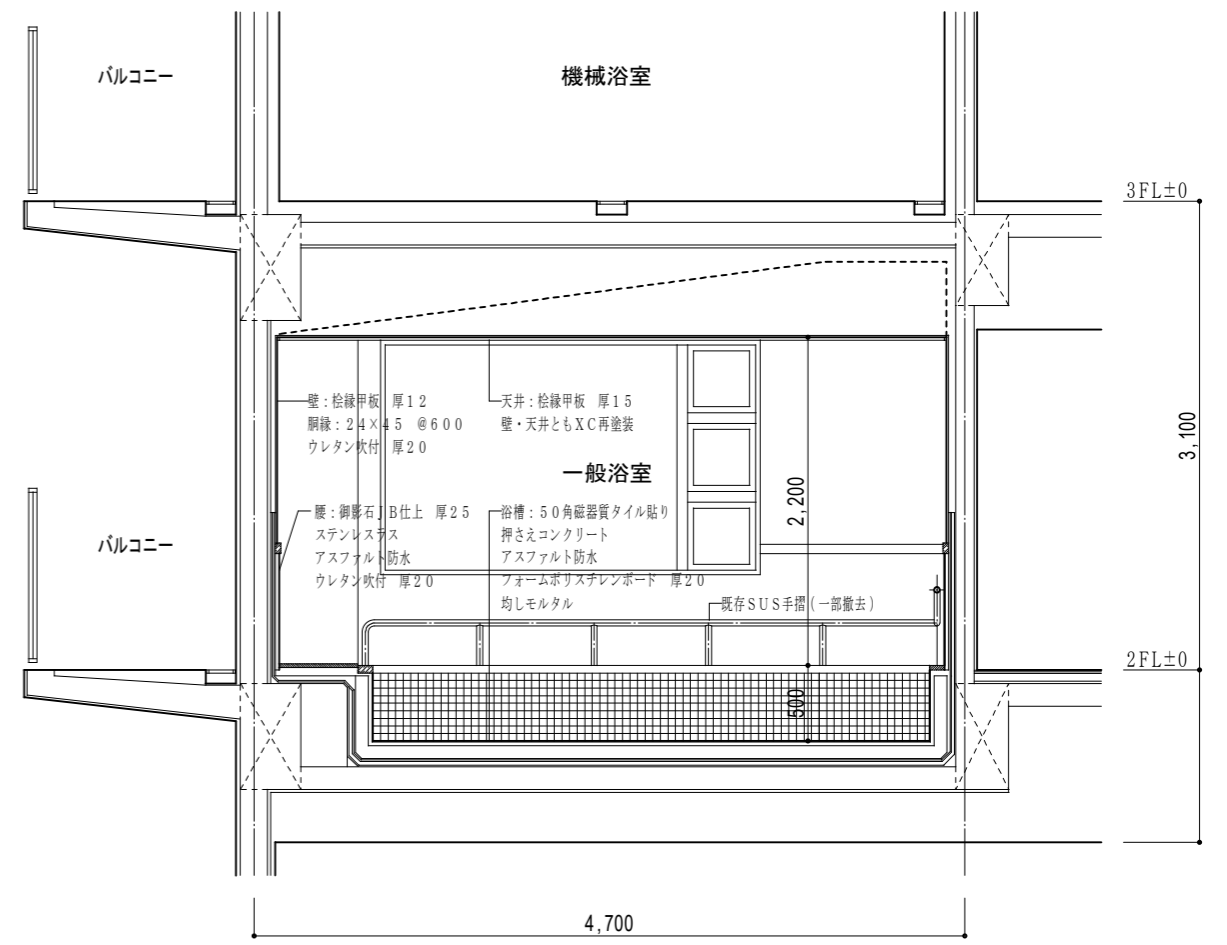 バルコニー
機械浴室
3FL±0
壁:桧縁甲板 厚12
胴縁:24×45 @600
ウレタン吹付 厚20
天井:桧縁甲板 厚15
壁・天井ともXC再塗装
3,100
一般浴室
2,200
腰:御影石JB仕上 厚25
ステンレスラス
アスファルト防水
ウレタン吹付 厚20
浴槽:50角磁器質タイル貼り
押さえコンクリート
アスファルト防水
フォームポリスチレンボード 厚20
均しモルタル
バルコニー
既存SUS手摺(一部撤去)
2FL±0
500
4,700